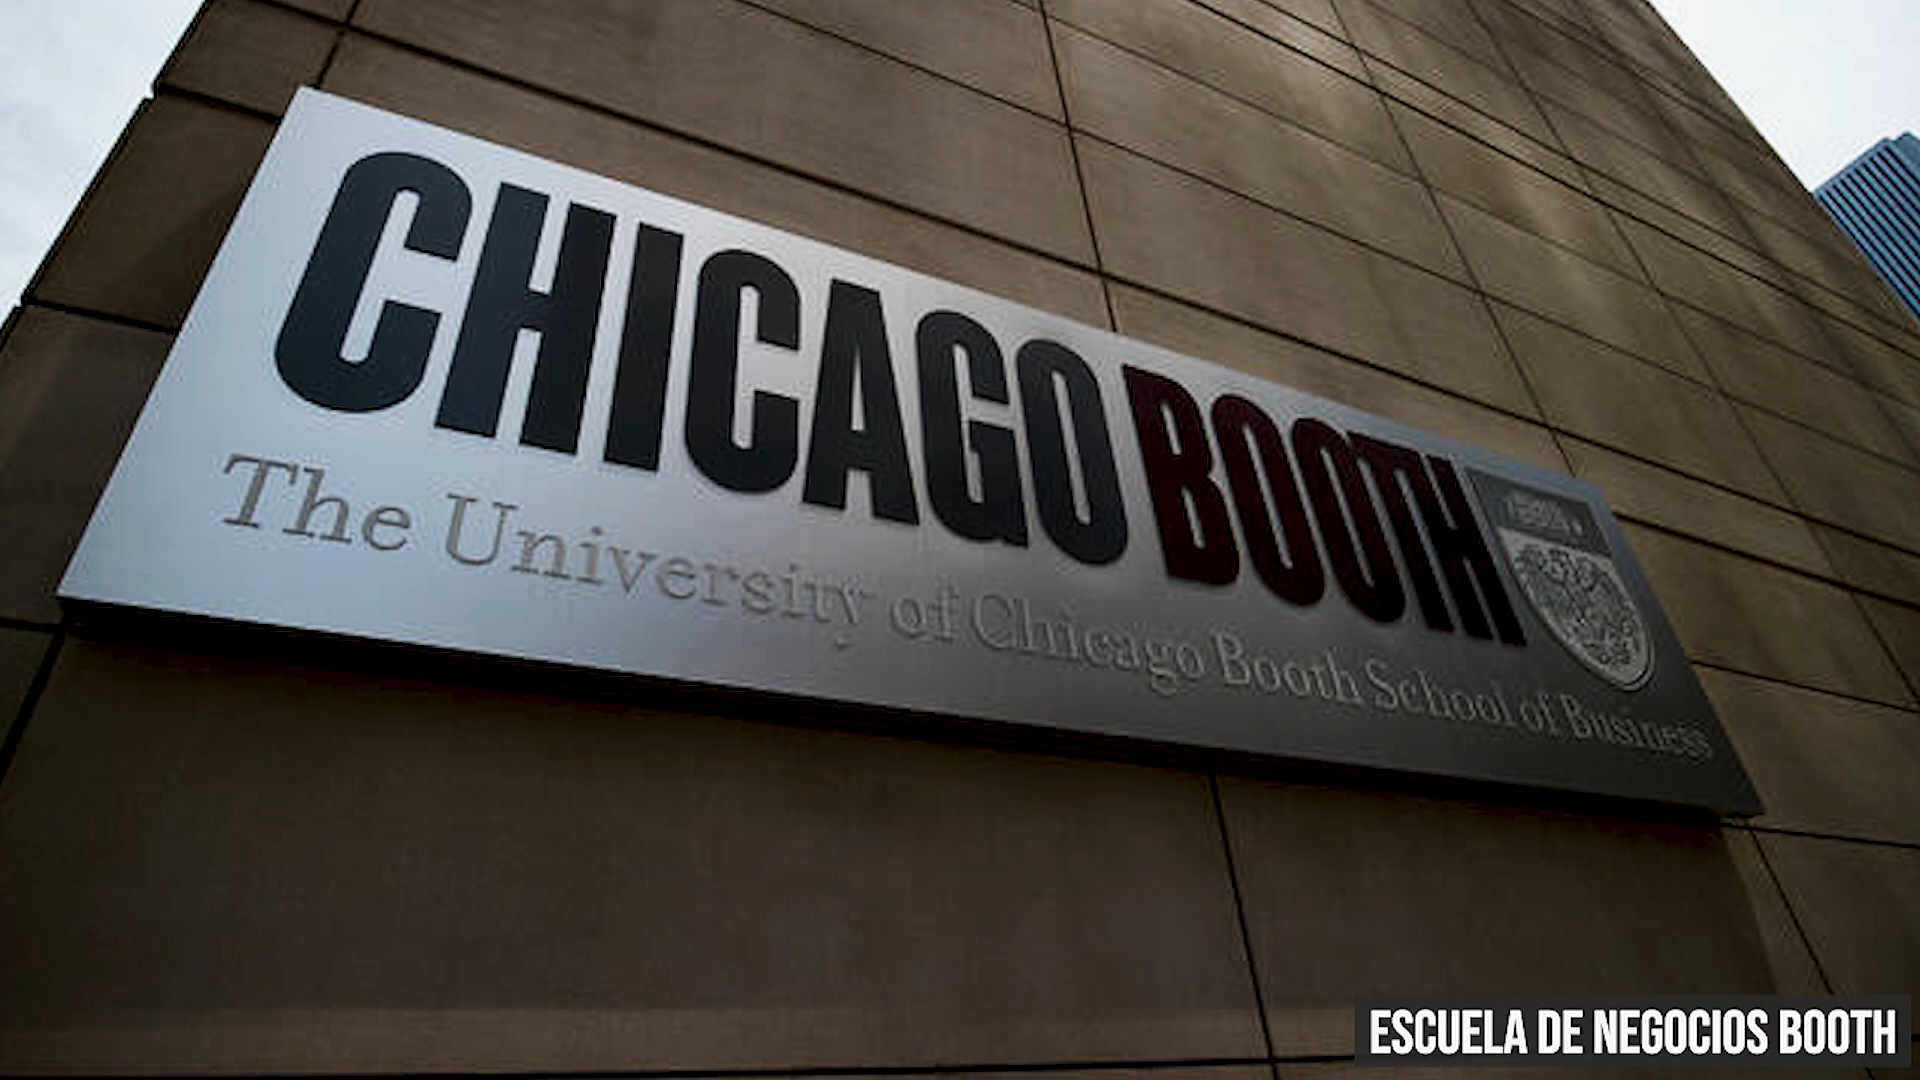 CHICAGO BOOTH
The University of Chicago Booth School of Business
ESCUELA DE NEGOCIOS BOOTH